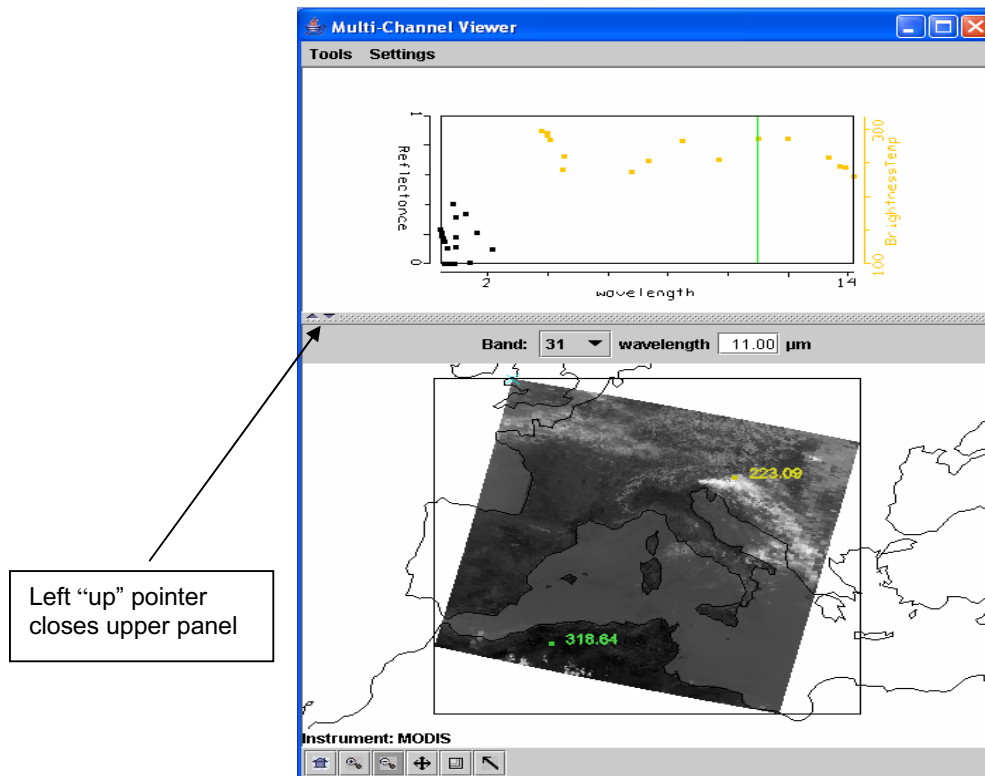 Multi-Channel Viewer
Tools Settings
1
0
Reflectance
300
100
BrightnessTemp
2
14
wavelength
Band: 31 wavelength 11.00 µm
223.09
318.64
Left “up” pointer
closes upper panel
Instrument: MODIS